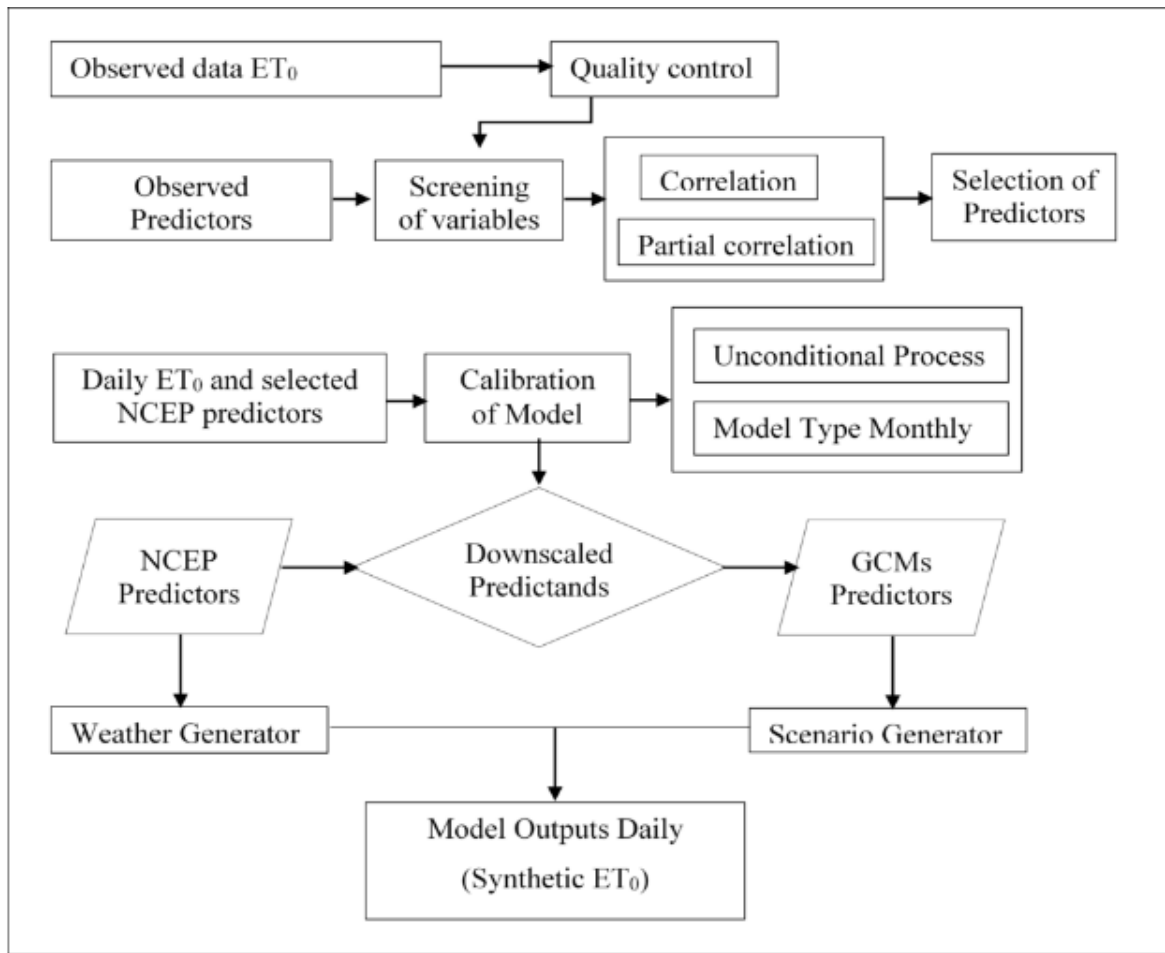 Observed data ET₀
Quality control
Observed
Predictors
Screening
of variables
Correlation
Partial correlation
Selection of
Predictors
Daily ET₀ and selected
NCEP predictors
Calibration
of Model
Unconditional Process
Model Type Monthly
NCEP
Predictors
Downscaled
Predictands
GCMs
Predictors
Weather Generator
Scenario Generator
Model Outputs Daily
(Synthetic ET₀)